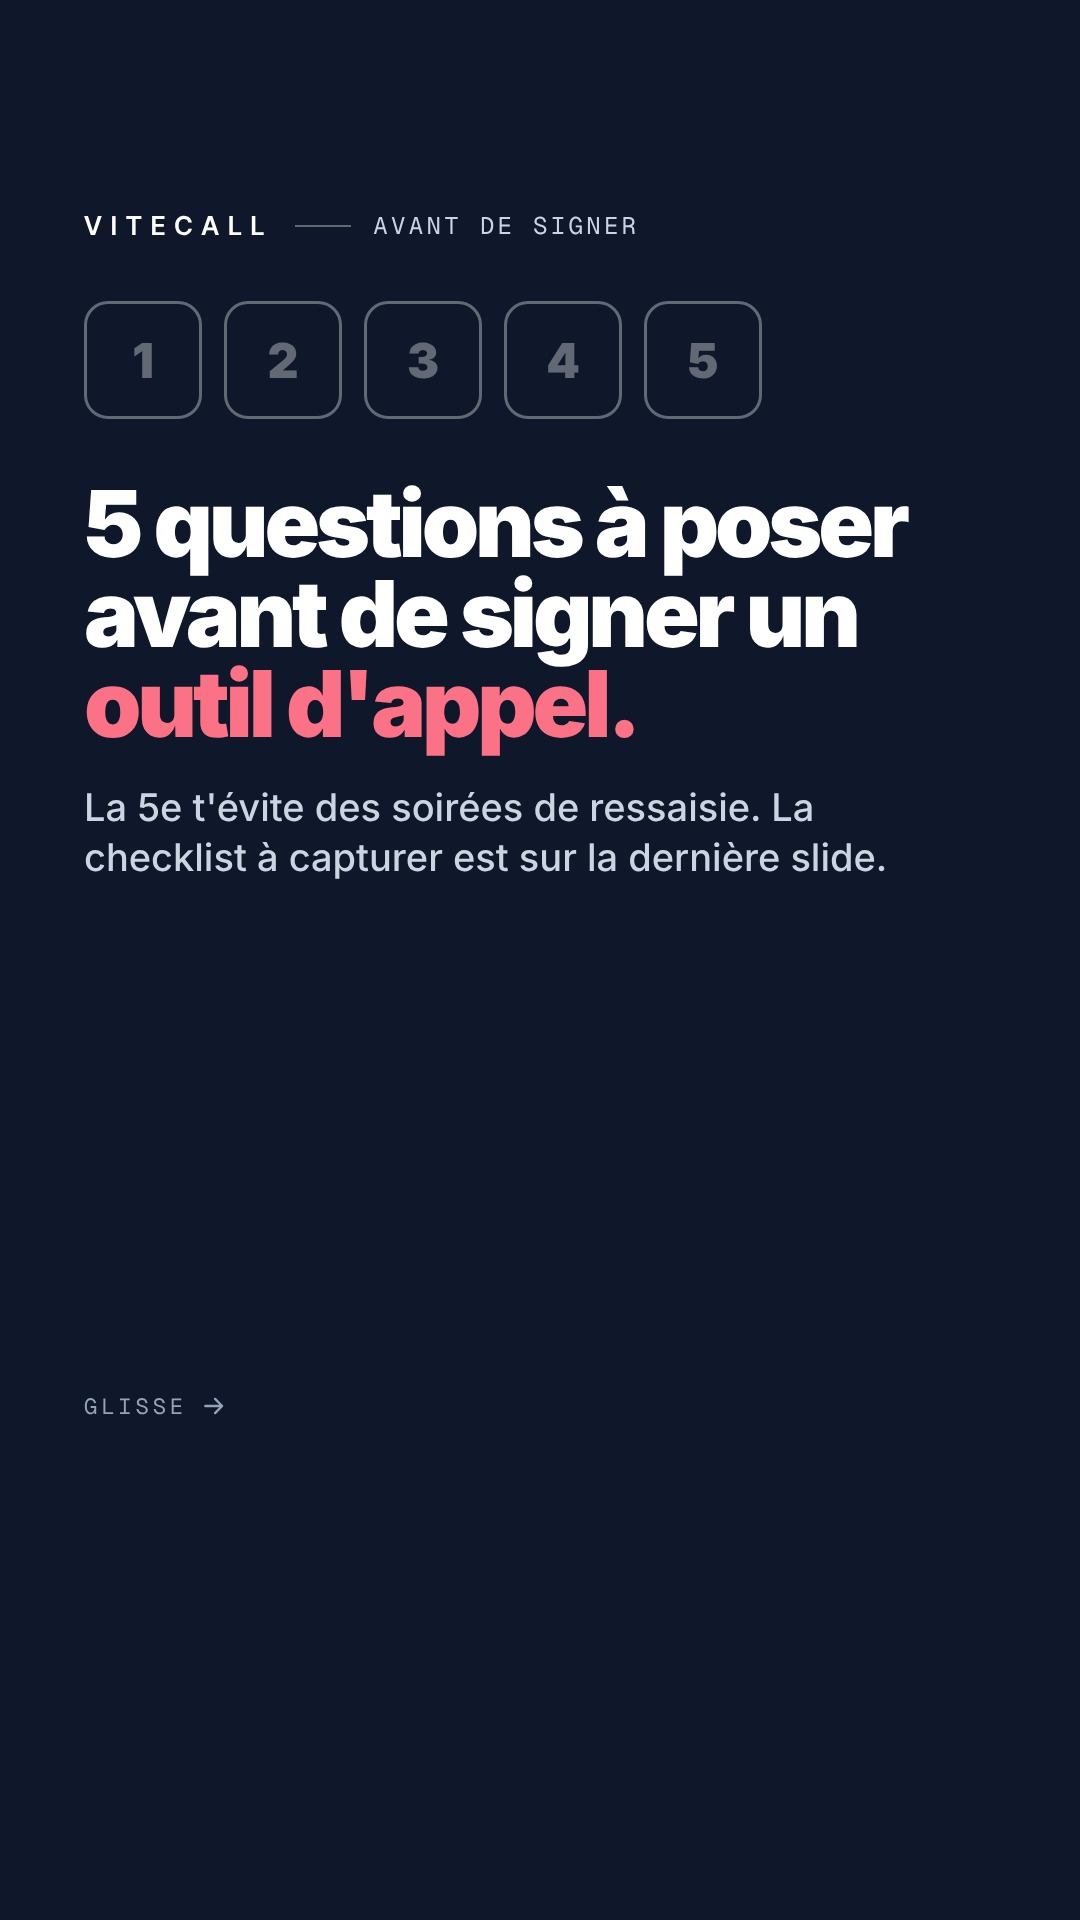 VITECALL — AVANT DE SIGNER
1 2 3 4 5
5 questions à poser
avant de signer un
outil d'appel.
La 5e t'évite des soirées de ressaisie. La
checklist à capturer est sur la dernière slide.
GLISSE →